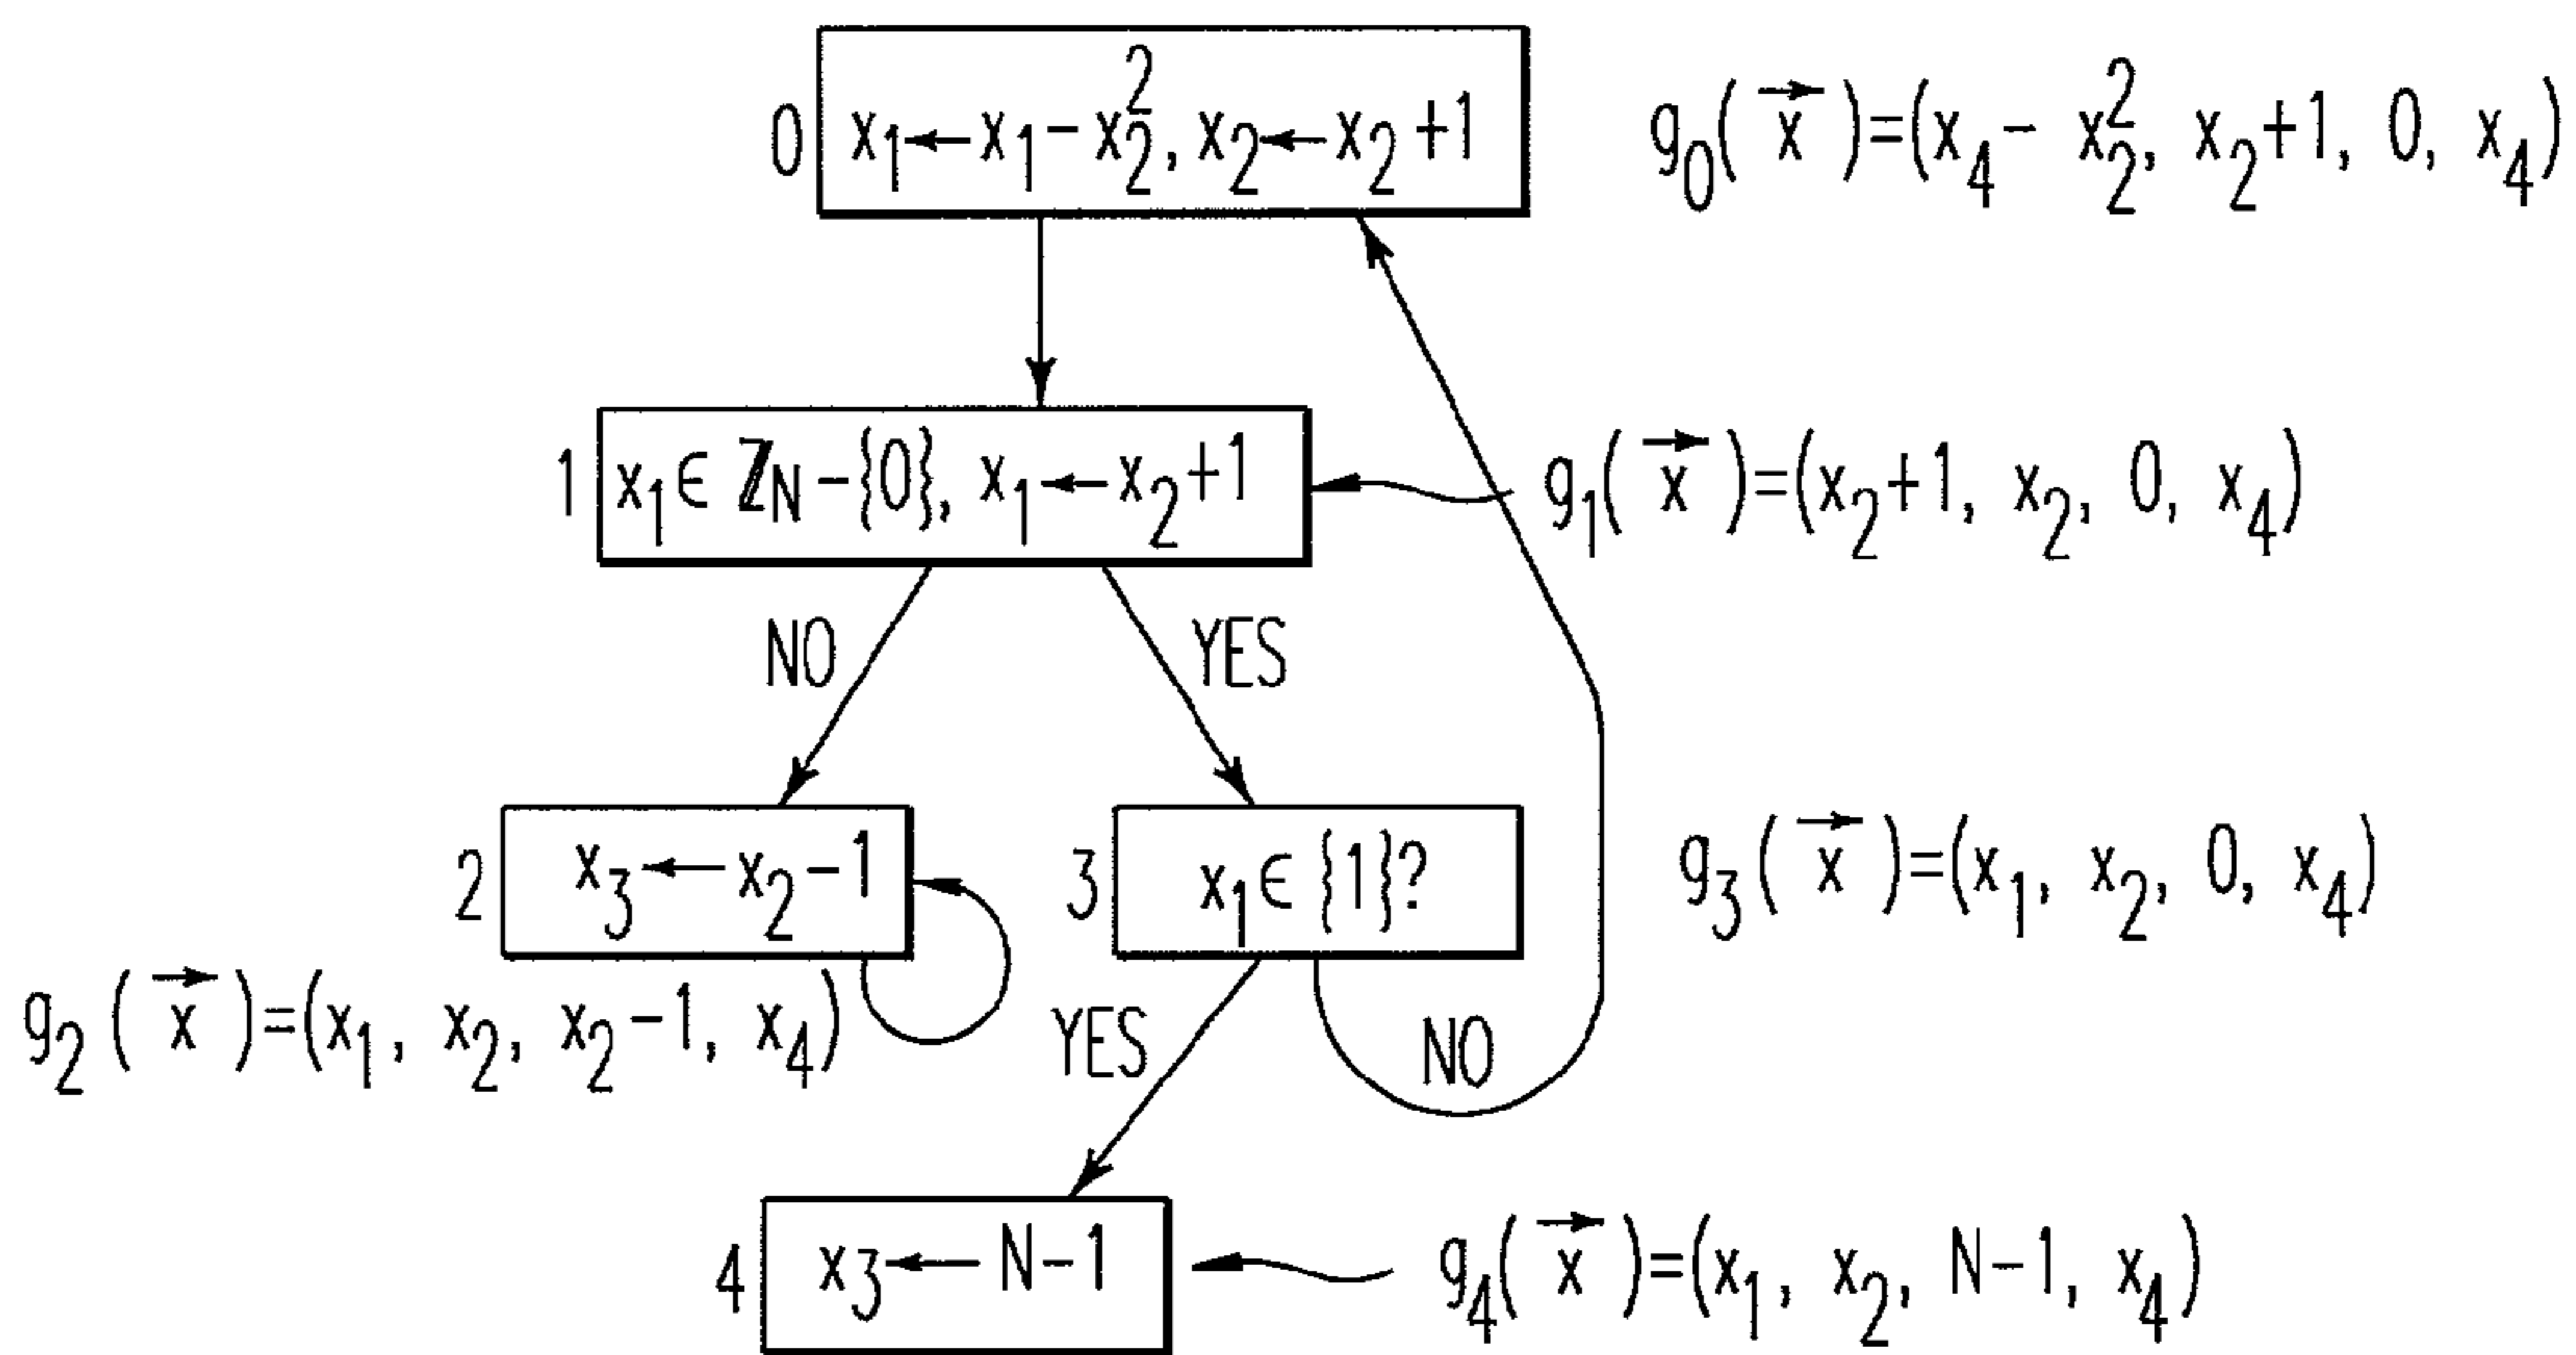 0 x₁←x₁−x₂², x₂←x₂+1
g₀(x⃗)=(x₄− x₂², x₂+1, 0, x₄)
1 x₁∈ ℤN−{0}, x₁←x₂+1
g₁(x⃗)=(x₂+1, x₂, 0, x₄)
NO
YES
2 x₃←x₂−1
3 x₁∈{1}?
g₃(x⃗)=(x₁, x₂, 0, x₄)
g₂(x⃗)=(x₁, x₂, x₂−1, x₄)
YES
NO
4 x₃← N−1
g₄(x⃗)=(x₁, x₂, N−1, x₄)